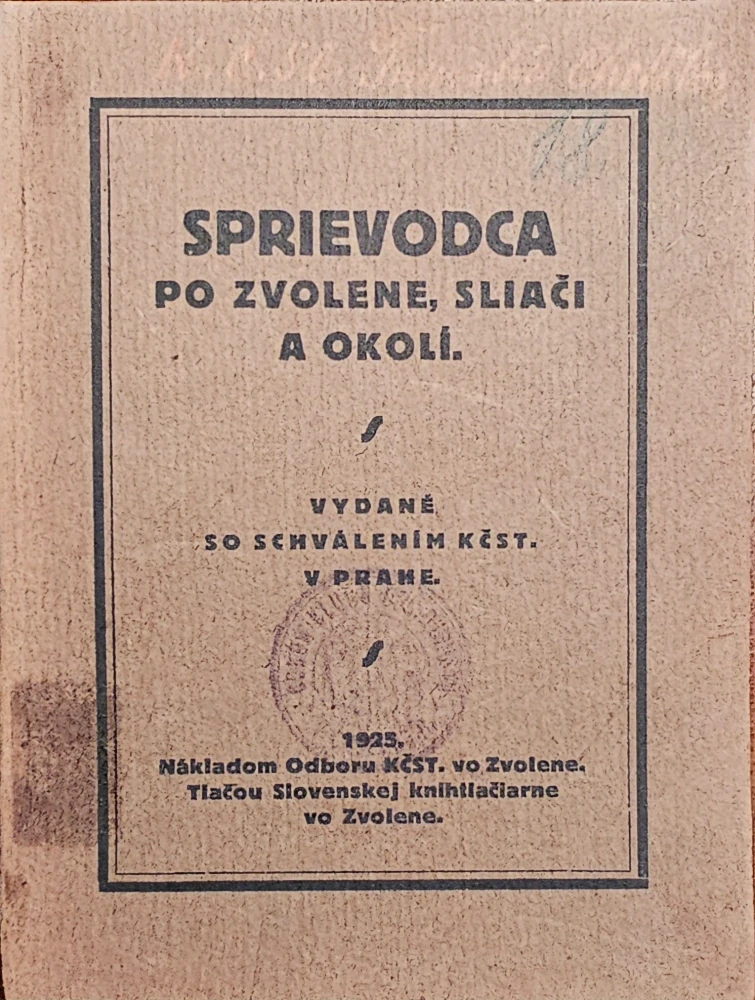 SPRIEVODCA
PO ZVOLENE, SLIAČI
A OKOLÍ.
VYDANÉ
SO SCHVÁLENÍM KČST.
V PRAHE.
1925.
Nákladom Odboru KČST. vo Zvolene.
Tlačou Slovenskej knihtlačiarne
vo Zvolene.